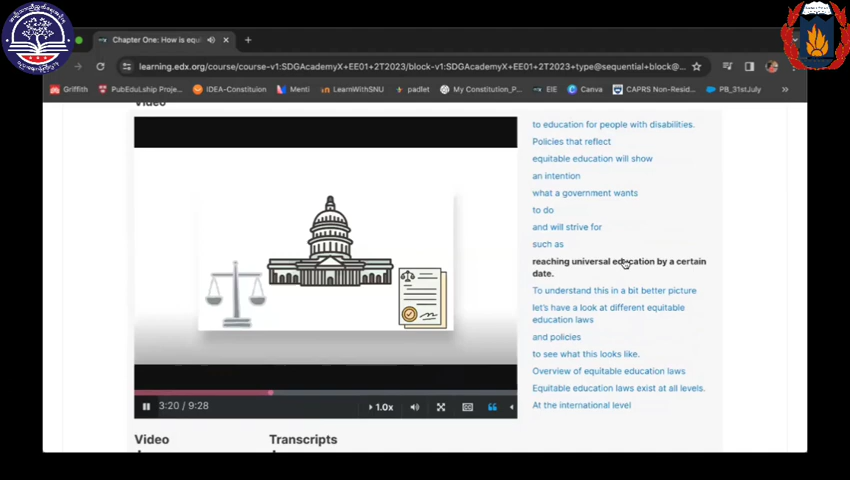 Chapter One: How is equi
learning.edx.org/course/course-v1:SDGAcademyX+EE01+2T2023/block-v1:SDGAcademyX+EE01+2T2023+type@sequential+block@...
Griffith
PubEduLship Proje...
IDEA-Constituion
Menti
LearnWithSNU
padlet
My Constitution_P...
EIE
Canva
CAPRS Non-Resid...
PB_31stJuly
»
Video
to education for people with disabilities.
Policies that reflect
equitable education will show
an intention
what a government wants
to do
and will strive for
such as
reaching universal education by a certain
date.
To understand this in a bit better picture
let's have a look at different equitable
education laws
and policies
to see what this looks like.
Overview of equitable education laws
Equitable education laws exist at all levels.
At the international level
3:20 / 9:28
1.0x
Video
Transcripts